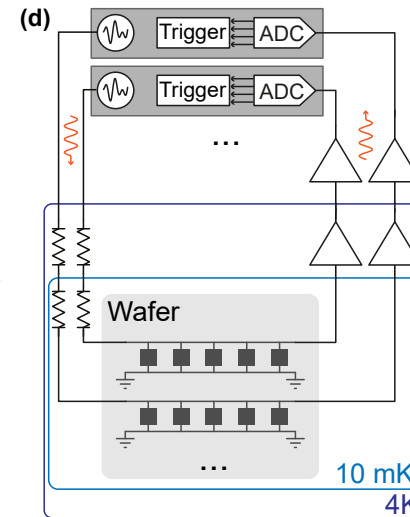 (d)
Trigger ADC
Trigger ADC
...
Wafer
...
10 mK
4K